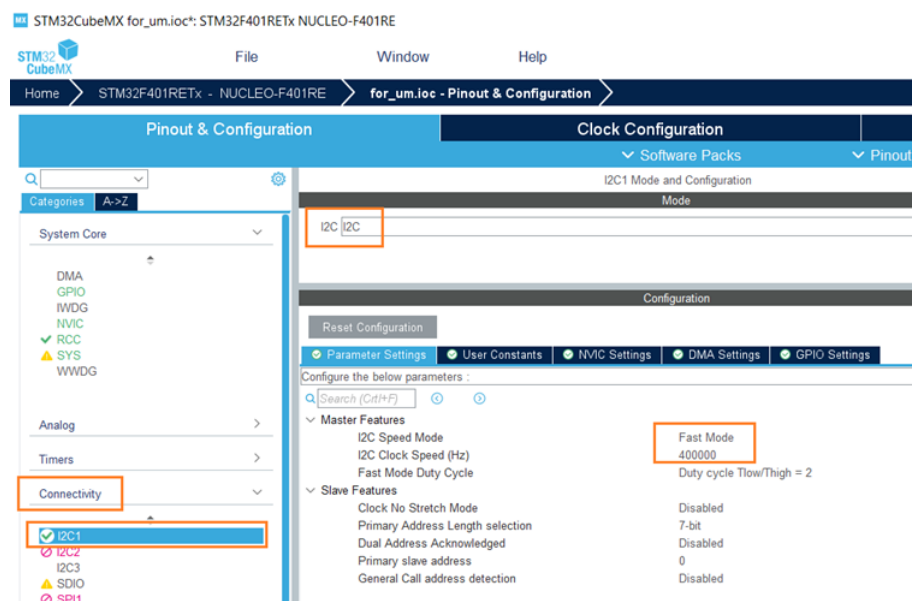 MX STM32CubeMX for_um.ioc*: STM32F401RETx NUCLEO-F401RE
STM32
CubeMX
File Window Help
Home STM32F401RETx - NUCLEO-F401RE for_um.ioc - Pinout & Configuration
Pinout & Configuration Clock Configuration
Software Packs Pinout
I2C1 Mode and Configuration
Categories A->Z Mode
System Core
I2C I2C
DMA
GPIO
IWDG
NVIC
RCC
SYS
WWDG
Analog
Timers
Connectivity
I2C1
I2C2
I2C3
SDIO
SPI1
Configuration
Reset Configuration
Parameter Settings User Constants NVIC Settings DMA Settings GPIO Settings
Configure the below parameters :
Search (Crtl+F)
Master Features
I2C Speed Mode Fast Mode
I2C Clock Speed (Hz) 400000
Fast Mode Duty Cycle Duty cycle Tlow/Thigh = 2
Slave Features
Clock No Stretch Mode Disabled
Primary Address Length selection 7-bit
Dual Address Acknowledged Disabled
Primary slave address 0
General Call address detection Disabled